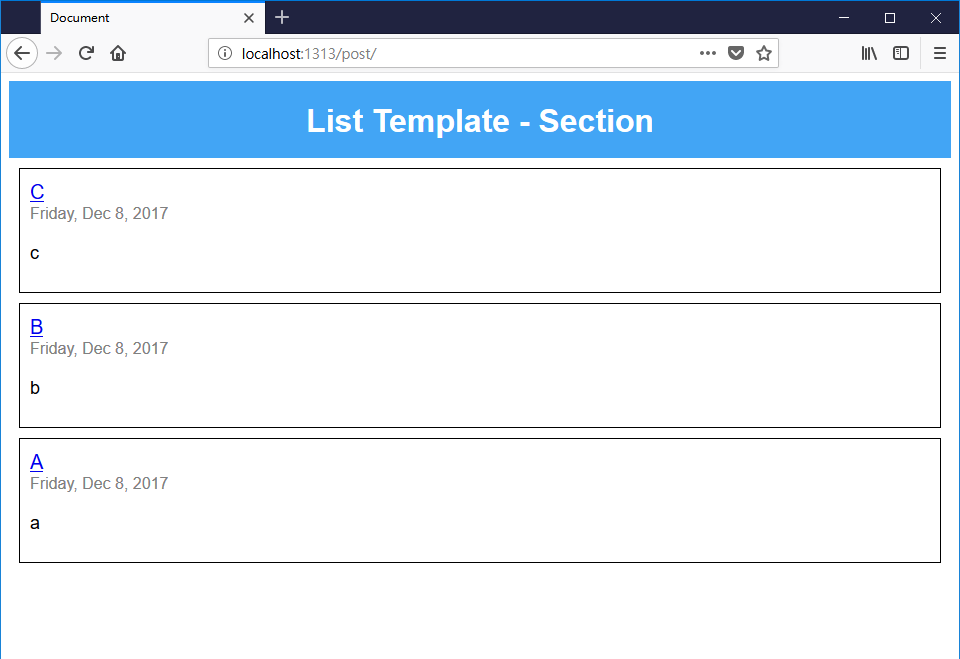 Document
localhost:1313/post/
List Template - Section
C
Friday, Dec 8, 2017
c
B
Friday, Dec 8, 2017
b
A
Friday, Dec 8, 2017
a